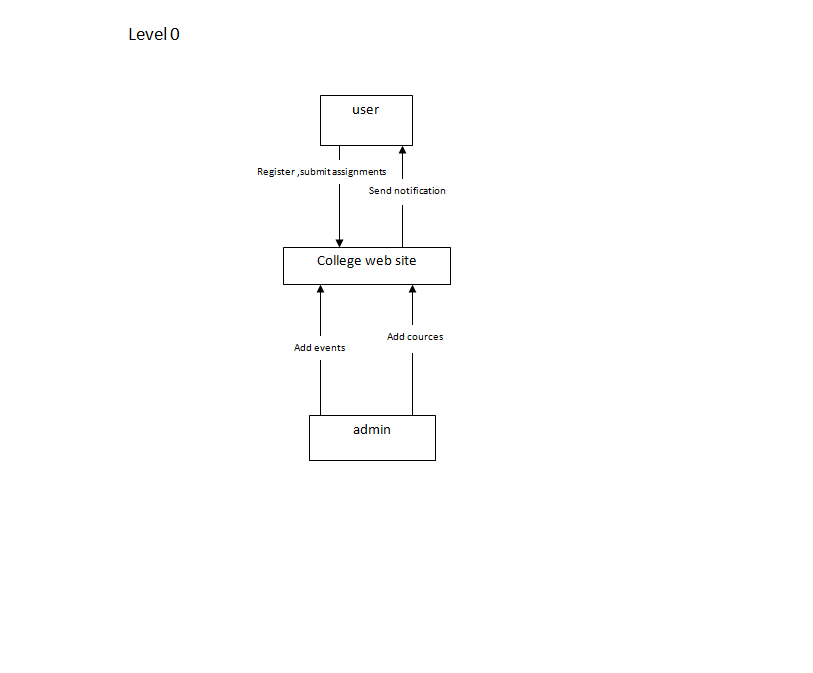 Level 0
user
Register ,submit assignments
Send notification
College web site
Add cources
Add events
admin